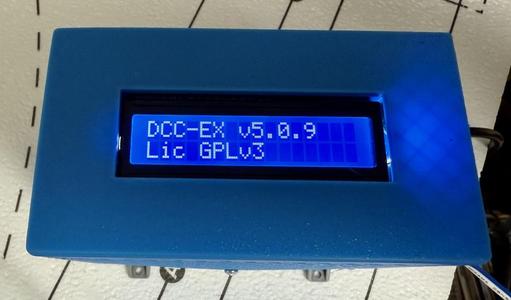 DCC-EX v5.0.9
Lic GPLv3